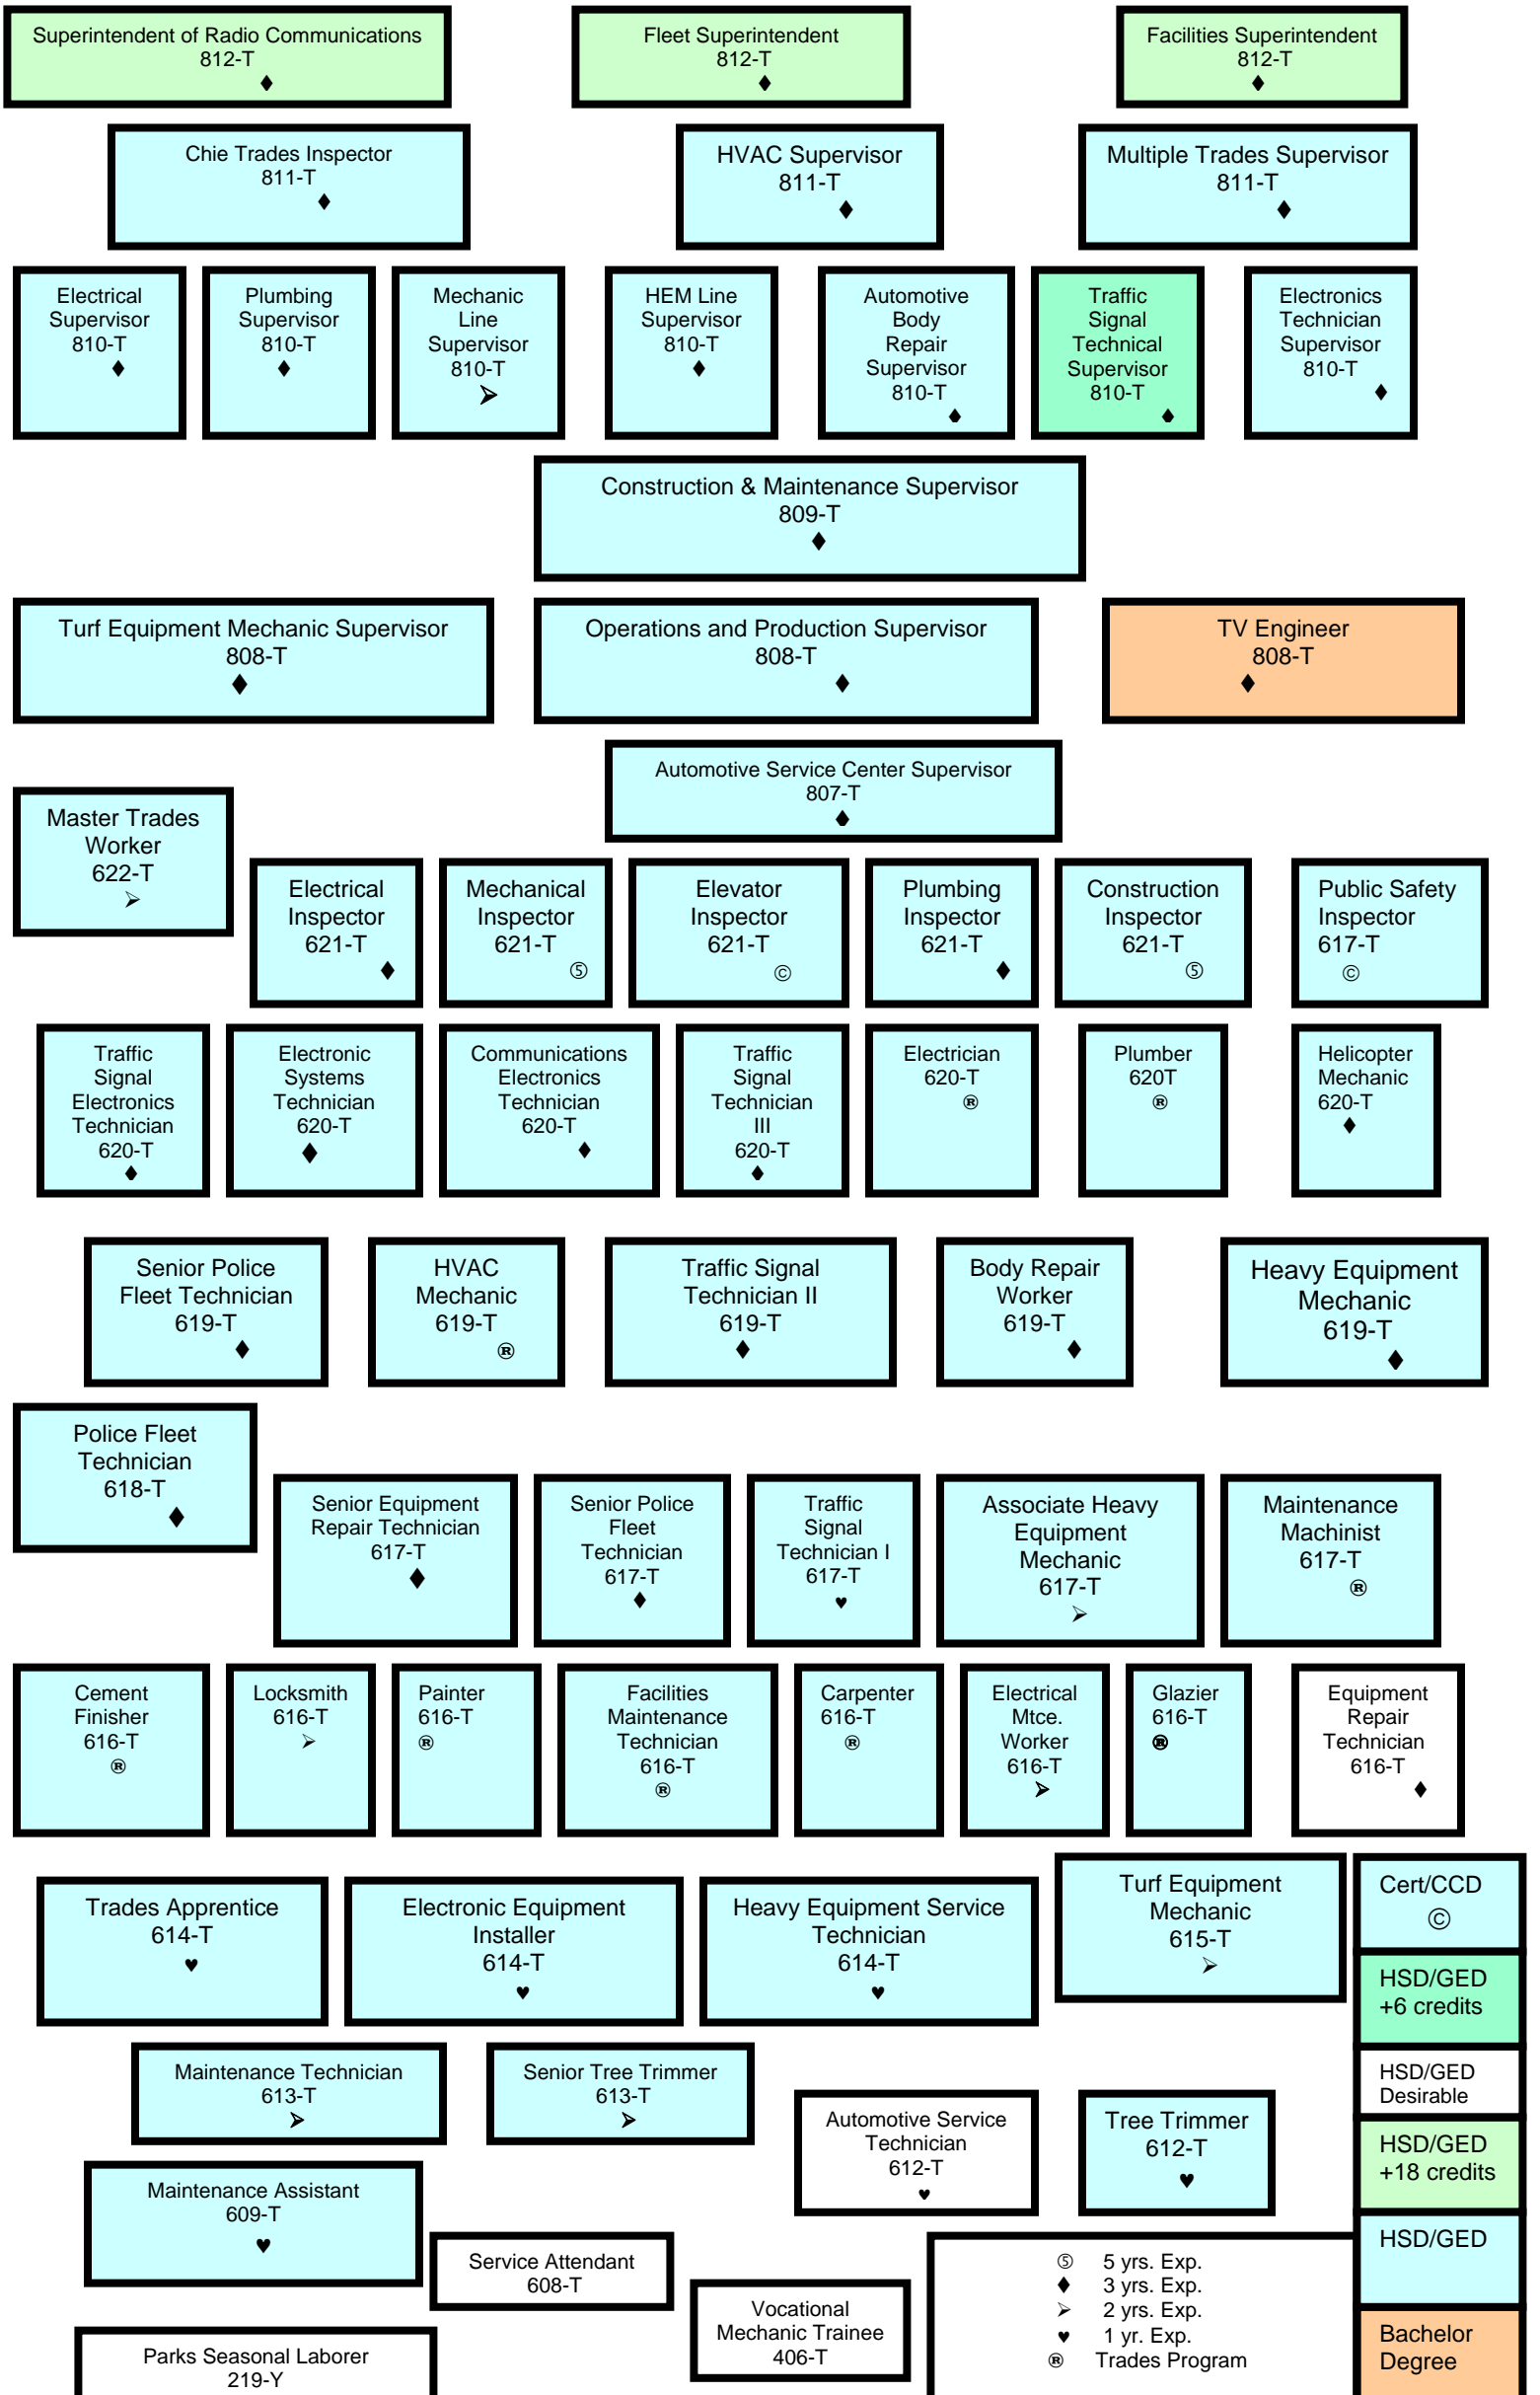 Superintendent of Radio Communications
812-T
♦
Fleet Superintendent
812-T
♦
Facilities Superintendent
812-T
♦
Chie Trades Inspector
811-T
♦
HVAC Supervisor
811-T
♦
Multiple Trades Supervisor
811-T
♦
Electrical
Supervisor
810-T
♦
Plumbing
Supervisor
810-T
♦
Mechanic
Line
Supervisor
810-T
➢
HEM Line
Supervisor
810-T
♦
Automotive
Body
Repair
Supervisor
810-T
♦
Traffic
Signal
Technical
Supervisor
810-T
♦
Electronics
Technician
Supervisor
810-T
♦
Construction & Maintenance Supervisor
809-T
♦
Turf Equipment Mechanic Supervisor
808-T
♦
Operations and Production Supervisor
808-T
♦
TV Engineer
808-T
♦
Automotive Service Center Supervisor
807-T
♦
Master Trades
Worker
622-T
➢
Electrical
Inspector
621-T
♦
Mechanical
Inspector
621-T
⑤
Elevator
Inspector
621-T
©
Plumbing
Inspector
621-T
♦
Construction
Inspector
621-T
⑤
Public Safety
Inspector
617-T
©
Traffic
Signal
Electronics
Technician
620-T
♦
Electronic
Systems
Technician
620-T
♦
Communications
Electronics
Technician
620-T
♦
Traffic
Signal
Technician
III
620-T
♦
Electrician
620-T
®
Plumber
620T
®
Helicopter
Mechanic
620-T
♦
Senior Police
Fleet Technician
619-T
♦
HVAC
Mechanic
619-T
®
Traffic Signal
Technician II
619-T
♦
Body Repair
Worker
619-T
♦
Heavy Equipment
Mechanic
619-T
♦
Police Fleet
Technician
618-T
♦
Senior Equipment
Repair Technician
617-T
♦
Senior Police
Fleet
Technician
617-T
♦
Traffic
Signal
Technician I
617-T
♥
Associate Heavy
Equipment
Mechanic
617-T
➢
Maintenance
Machinist
617-T
®
Cement
Finisher
616-T
®
Locksmith
616-T
➢
Painter
616-T
®
Facilities
Maintenance
Technician
616-T
®
Carpenter
616-T
®
Electrical
Mtce.
Worker
616-T
➢
Glazier
616-T
®
Equipment
Repair
Technician
616-T
♦
Trades Apprentice
614-T
♥
Electronic Equipment
Installer
614-T
♥
Heavy Equipment Service
Technician
614-T
♥
Turf Equipment
Mechanic
615-T
➢
Maintenance Technician
613-T
➢
Senior Tree Trimmer
613-T
➢
Automotive Service
Technician
612-T
♥
Tree Trimmer
612-T
♥
Maintenance Assistant
609-T
♥
Service Attendant
608-T
Vocational
Mechanic Trainee
406-T
Parks Seasonal Laborer
219-Y
⑤ 5 yrs. Exp.
♦ 3 yrs. Exp.
➢ 2 yrs. Exp.
♥ 1 yr. Exp.
® Trades Program
Cert/CCD
©
HSD/GED
+6 credits
HSD/GED
Desirable
HSD/GED
+18 credits
HSD/GED
Bachelor
Degree